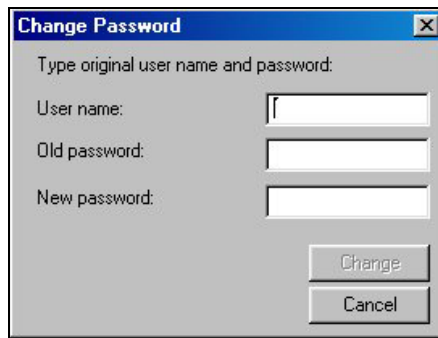 Change Password
Type original user name and password:
User name:
Old password:
New password:
Change
Cancel